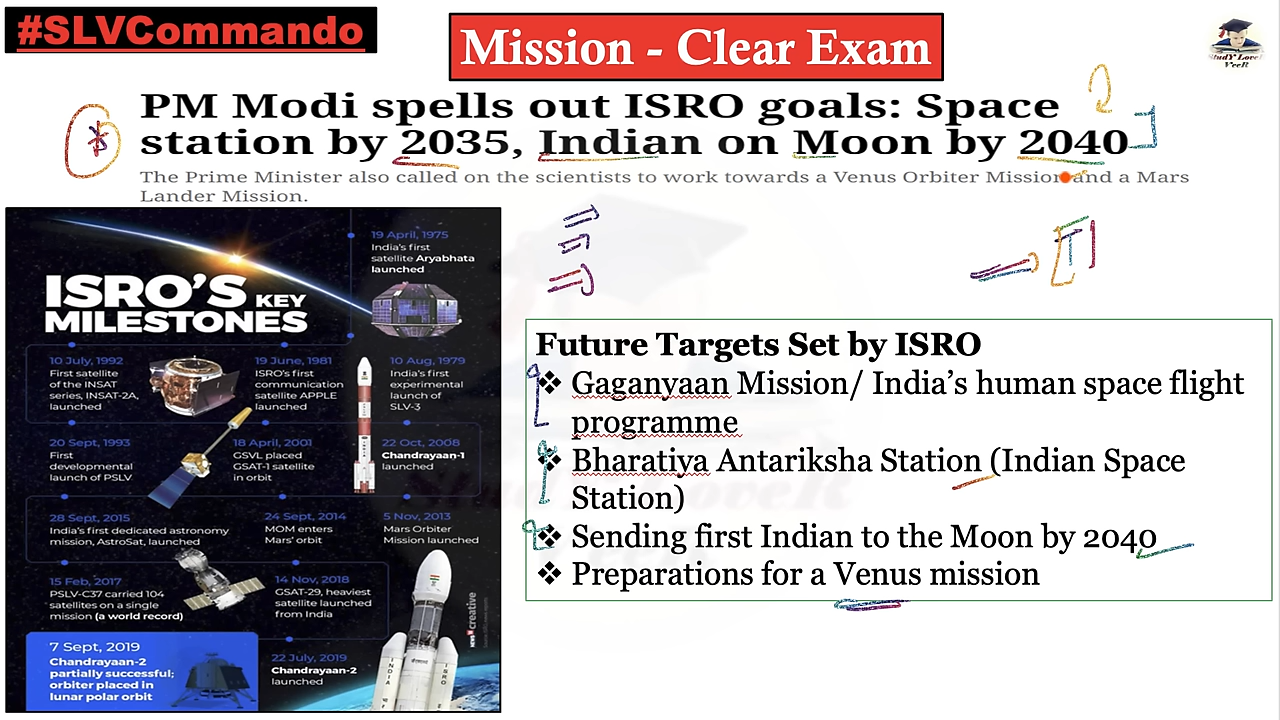 #SLVCommando
Mission - Clear Exam
StudY LoveR
VeeR
PM Modi spells out ISRO goals: Space
station by 2035, Indian on Moon by 2040
The Prime Minister also called on the scientists to work towards a Venus Orbiter Mission and a Mars
Lander Mission.
19 April, 1975
India's first
satellite Aryabhata
launched
ISRO'S KEY
MILESTONES
10 July, 1992
First satellite
of the INSAT
series, INSAT-2A,
launched
19 June, 1981
ISRO's first
communication
satellite APPLE
launched
10 Aug, 1979
India's first
experimental
launch of
SLV-3
20 Sept, 1993
First
developmental
launch of PSLV
18 April, 2001
GSVL placed
GSAT-1 satellite
in orbit
22 Oct, 2008
Chandrayaan-1
launched
28 Sept, 2015
India's first dedicated astronomy
mission, AstroSat, launched
24 Sept, 2014
MOM enters
Mars' orbit
5 Nov, 2013
Mars Orbiter
Mission launched
15 Feb, 2017
PSLV-C37 carried 104
satellites on a single
mission (a world record)
14 Nov, 2018
GSAT-29, heaviest
satellite launched
from India
7 Sept, 2019
Chandrayaan-2
partially successful;
orbiter placed in
lunar polar orbit
22 July, 2019
Chandrayaan-2
launched
INDIA
ISRO
NEWS18 creative
Future Targets Set by ISRO
❖ Gaganyaan Mission/ India's human space flight
programme
❖ Bharatiya Antariksha Station (Indian Space
Station)
❖ Sending first Indian to the Moon by 2040
❖ Preparations for a Venus mission